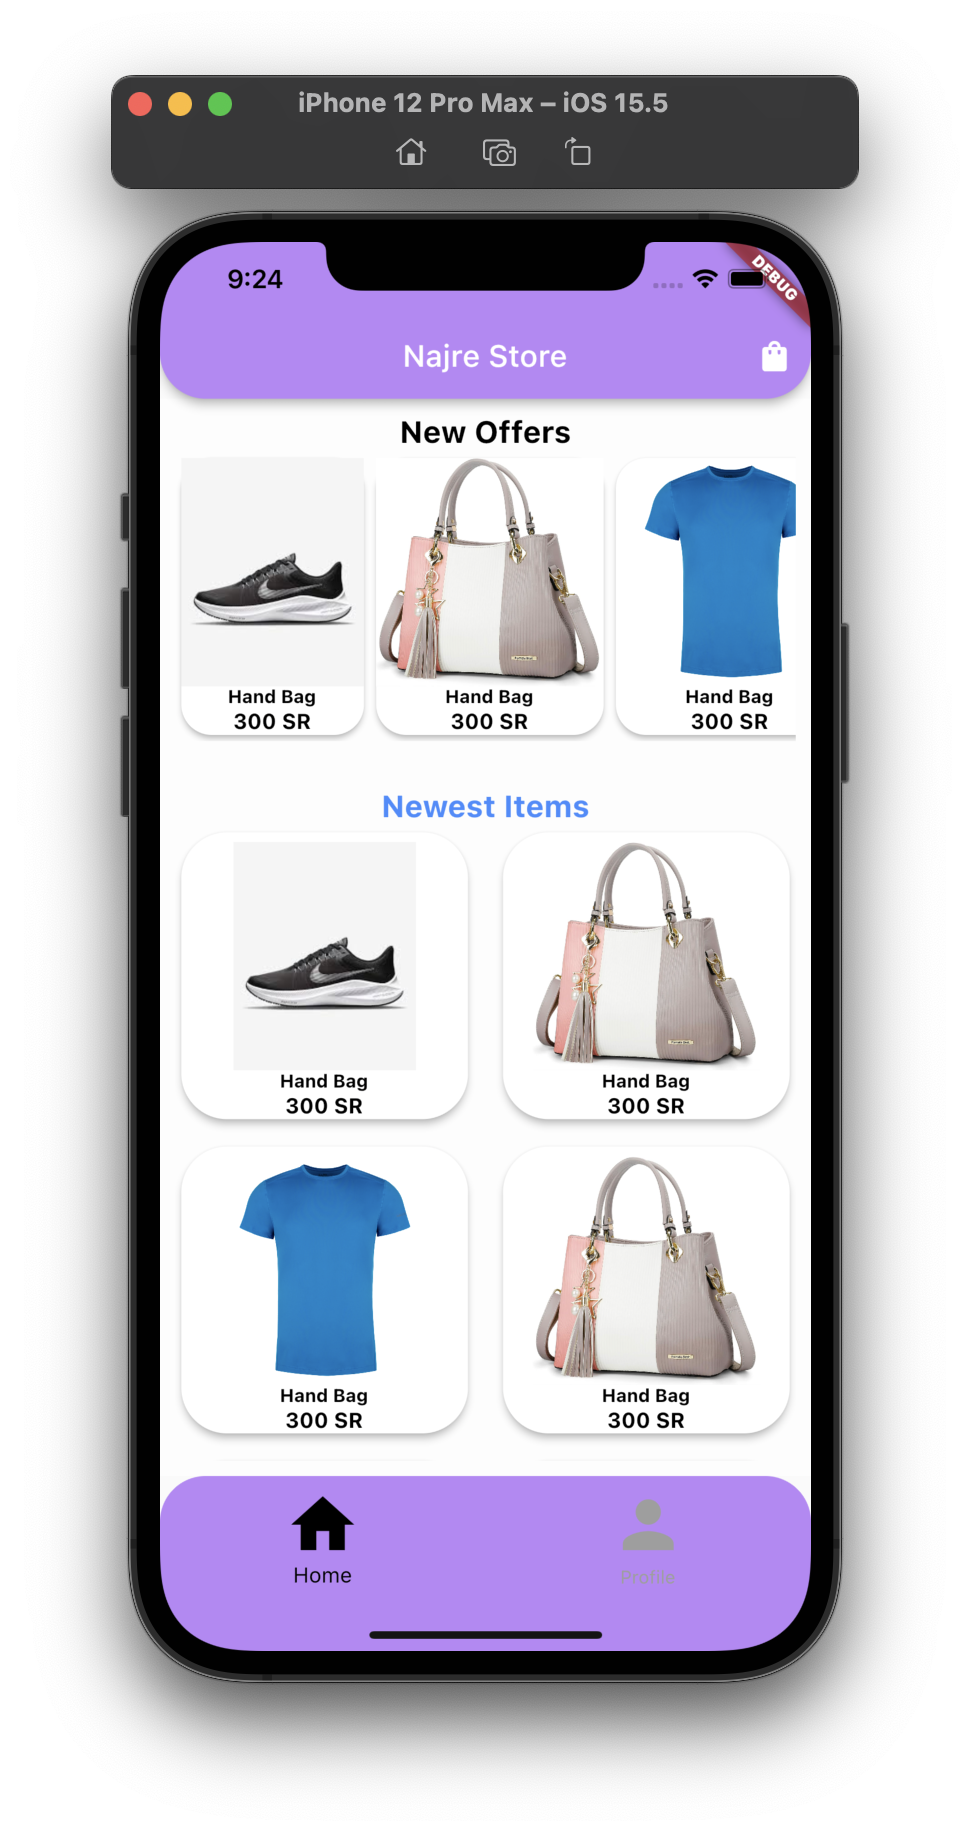 iPhone 12 Pro Max – iOS 15.5
9:24
DEBUG
Najre Store
New Offers
Hand Bag
300 SR
Hand Bag
300 SR
Hand Bag
300 SR
Newest Items
Hand Bag
300 SR
Hand Bag
300 SR
Hand Bag
300 SR
Hand Bag
300 SR
Home
Profile